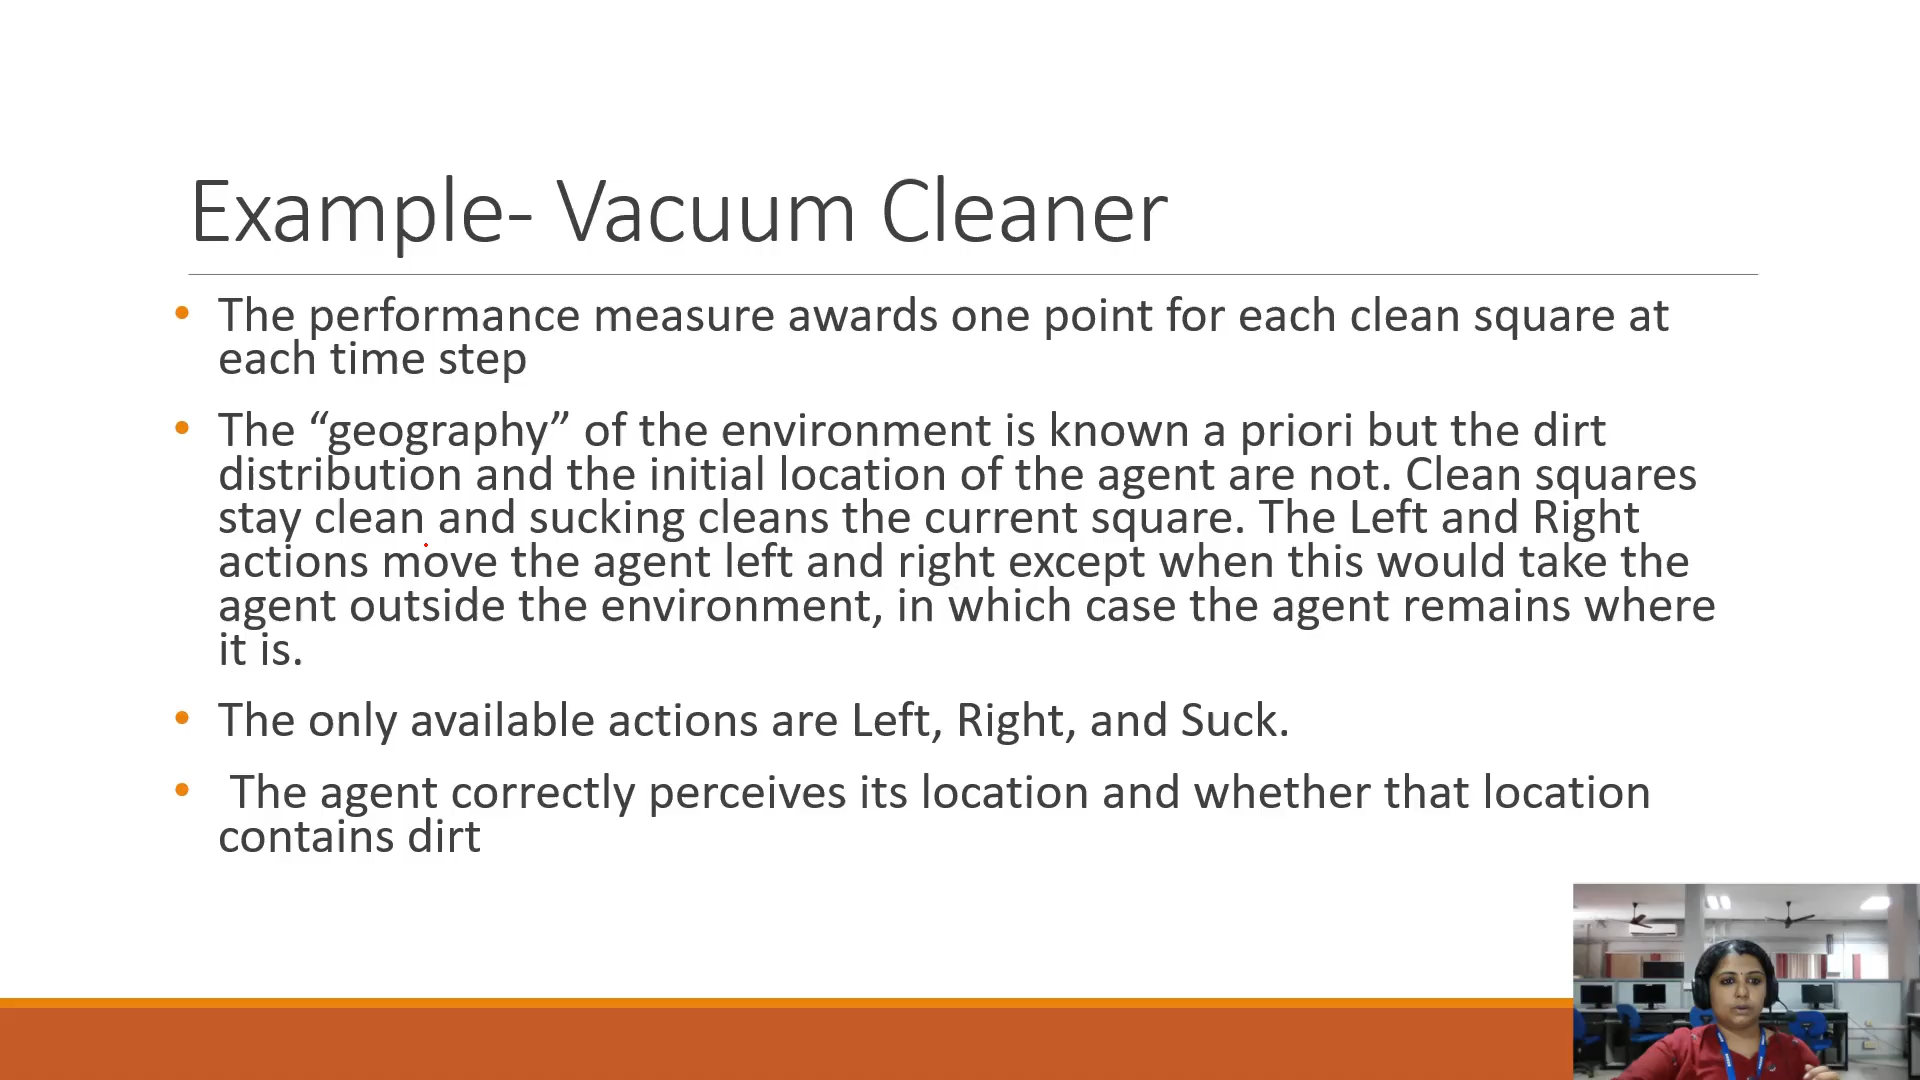 Example- Vacuum Cleaner
• The performance measure awards one point for each clean square at
each time step
• The “geography” of the environment is known a priori but the dirt
distribution and the initial location of the agent are not. Clean squares
stay clean and sucking cleans the current square. The Left and Right
actions move the agent left and right except when this would take the
agent outside the environment, in which case the agent remains where
it is.
• The only available actions are Left, Right, and Suck.
• The agent correctly perceives its location and whether that location
contains dirt